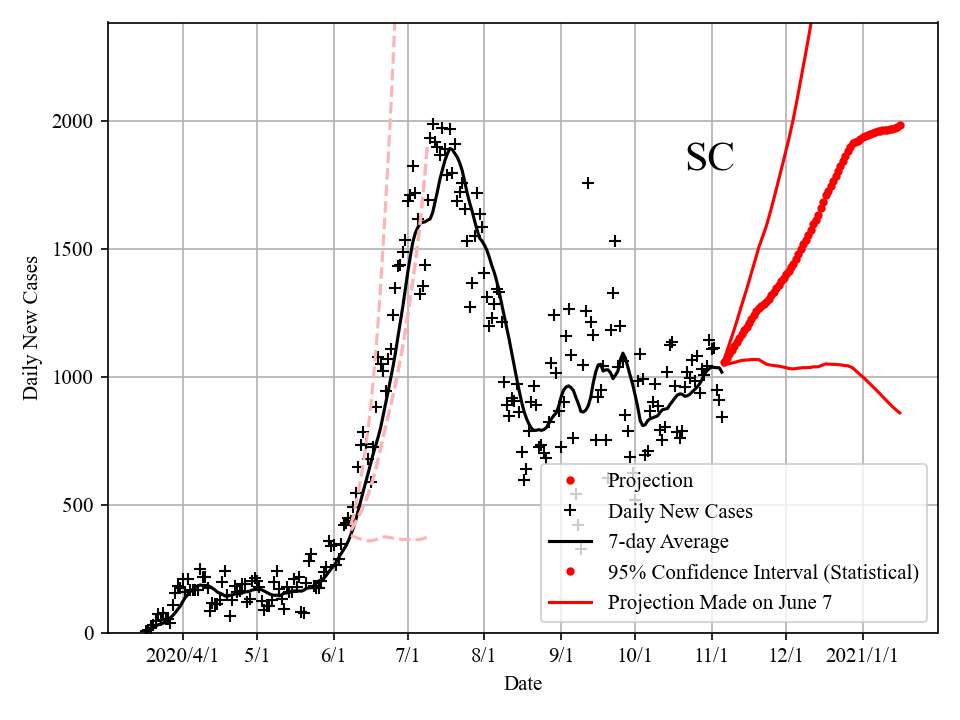 2000
1500
1000
500
0
Daily New Cases
SC
Projection
Daily New Cases
7-day Average
95% Confidence Interval (Statistical)
Projection Made on June 7
2020/4/1 5/1 6/1 7/1 8/1 9/1 10/1 11/1 12/1 2021/1/1
Date